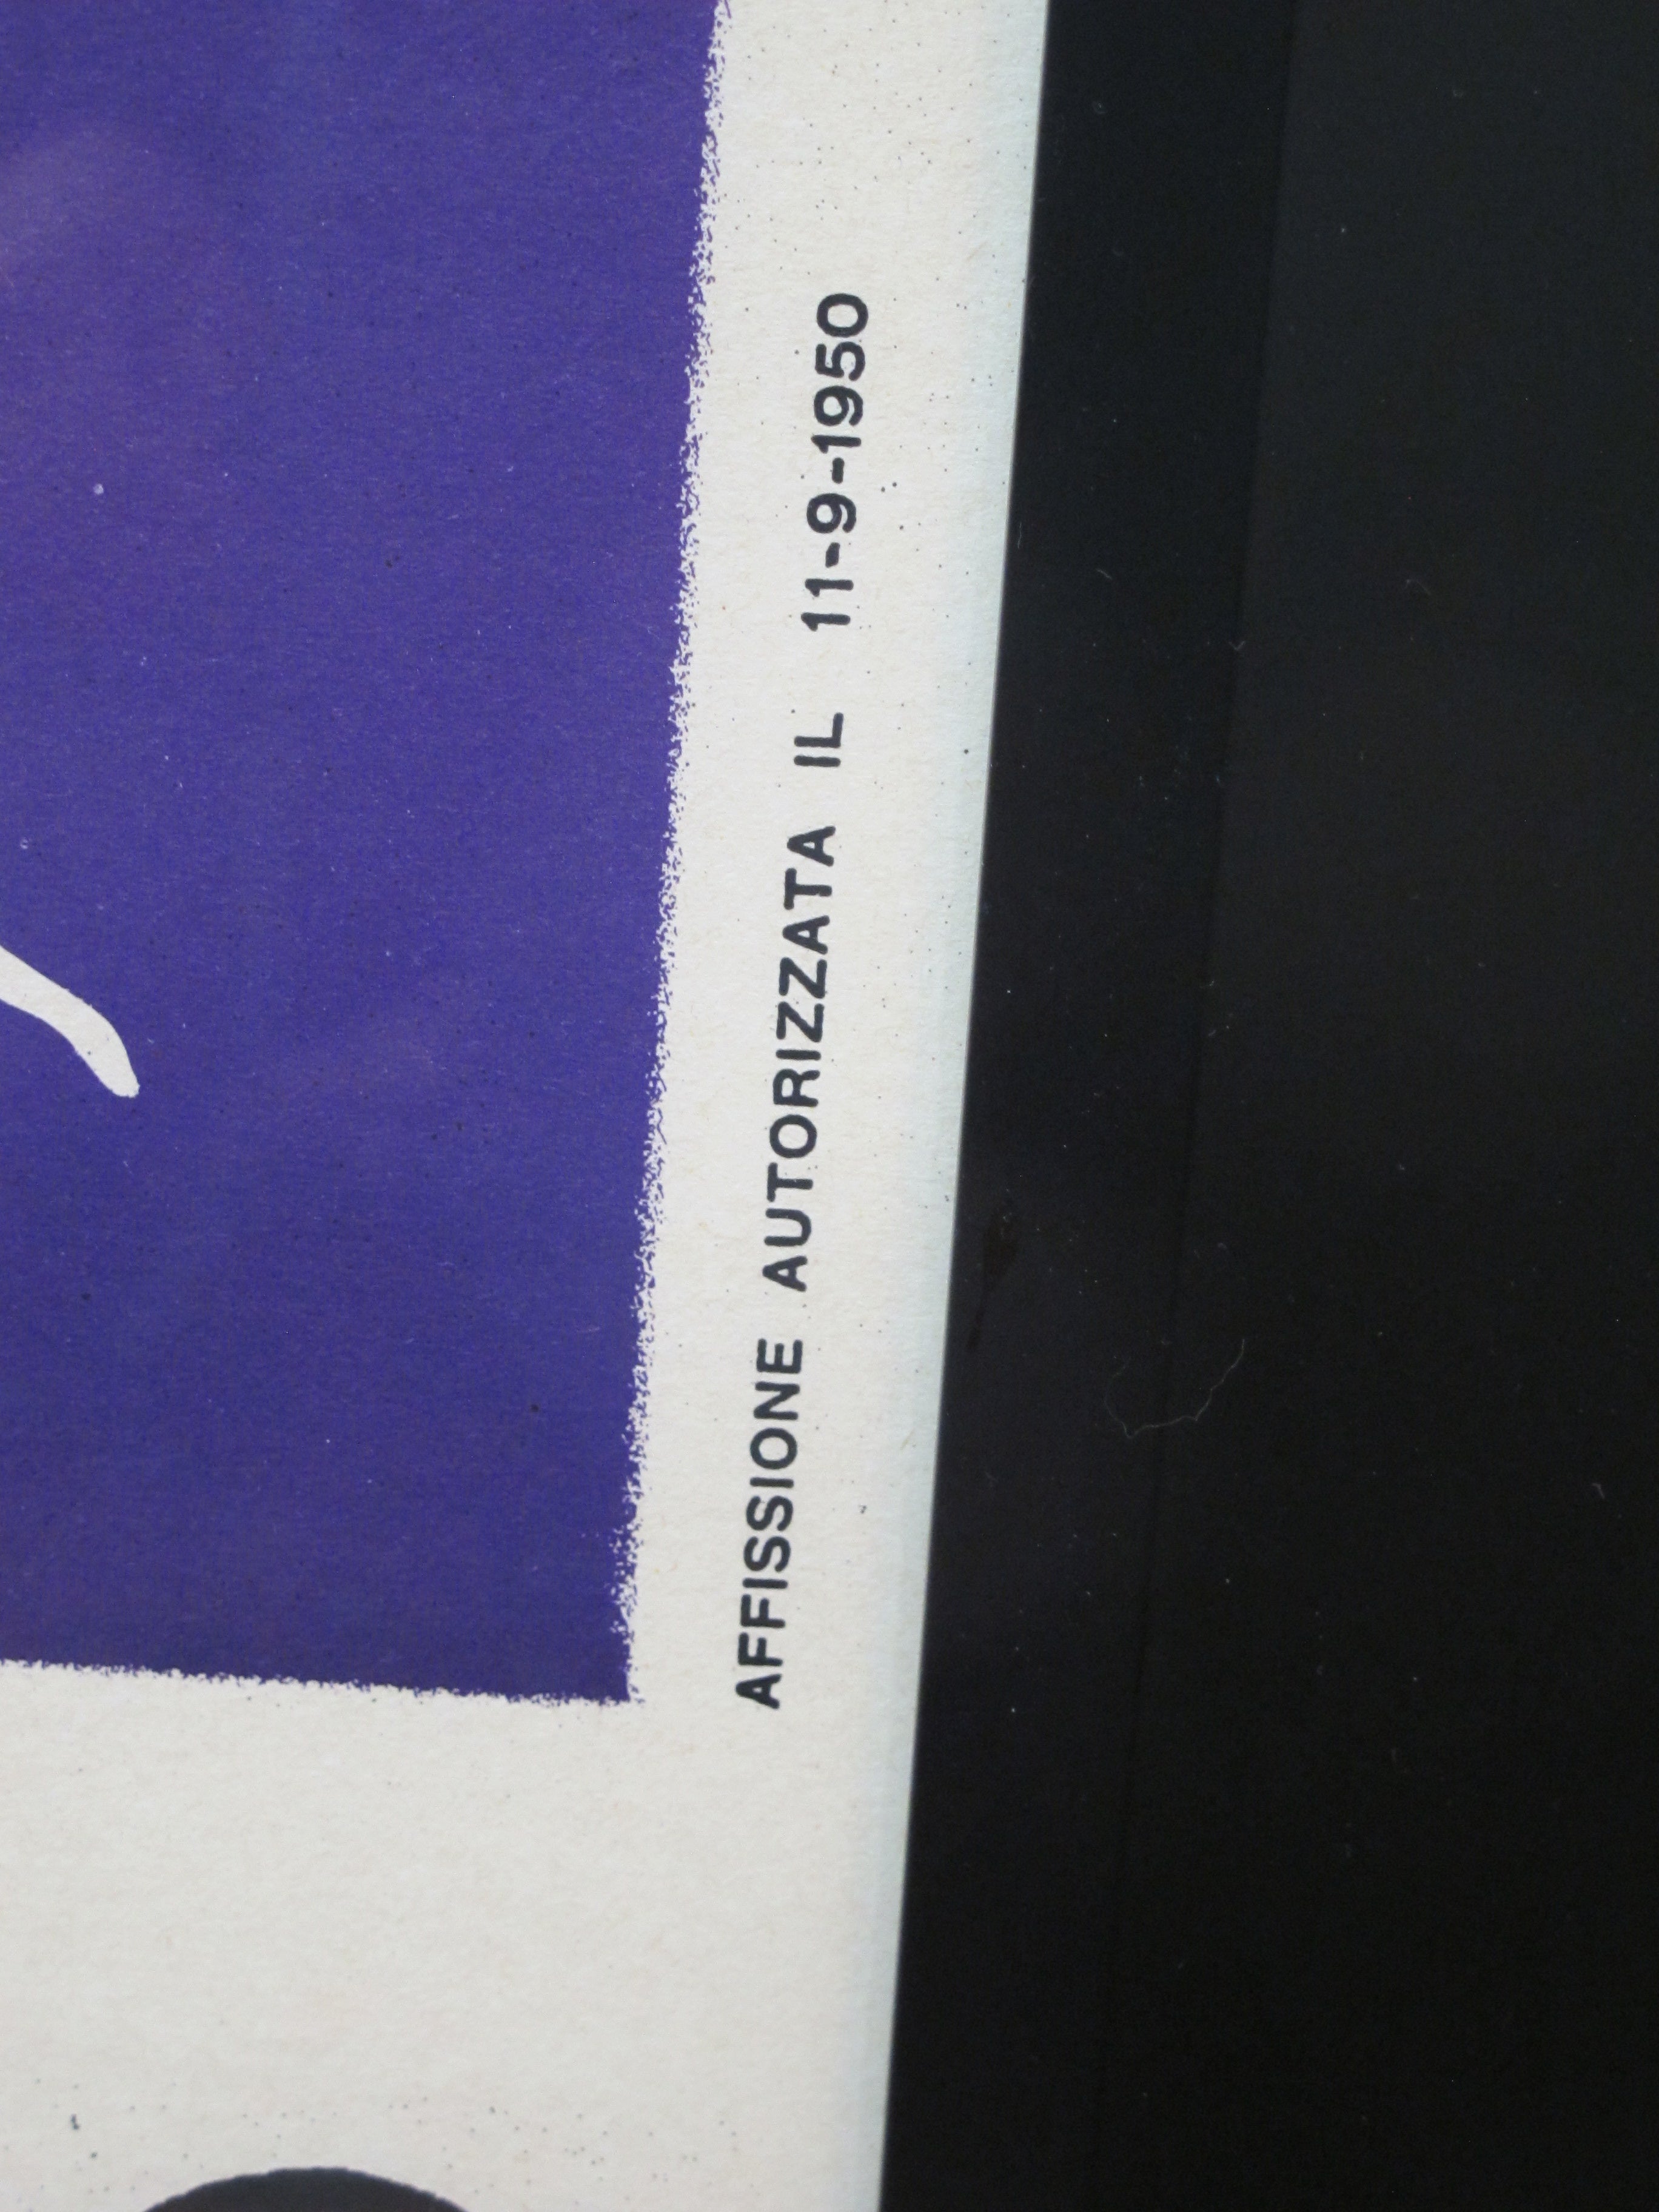 AFFISSIONE AUTORIZZATA IL 11-9-1950